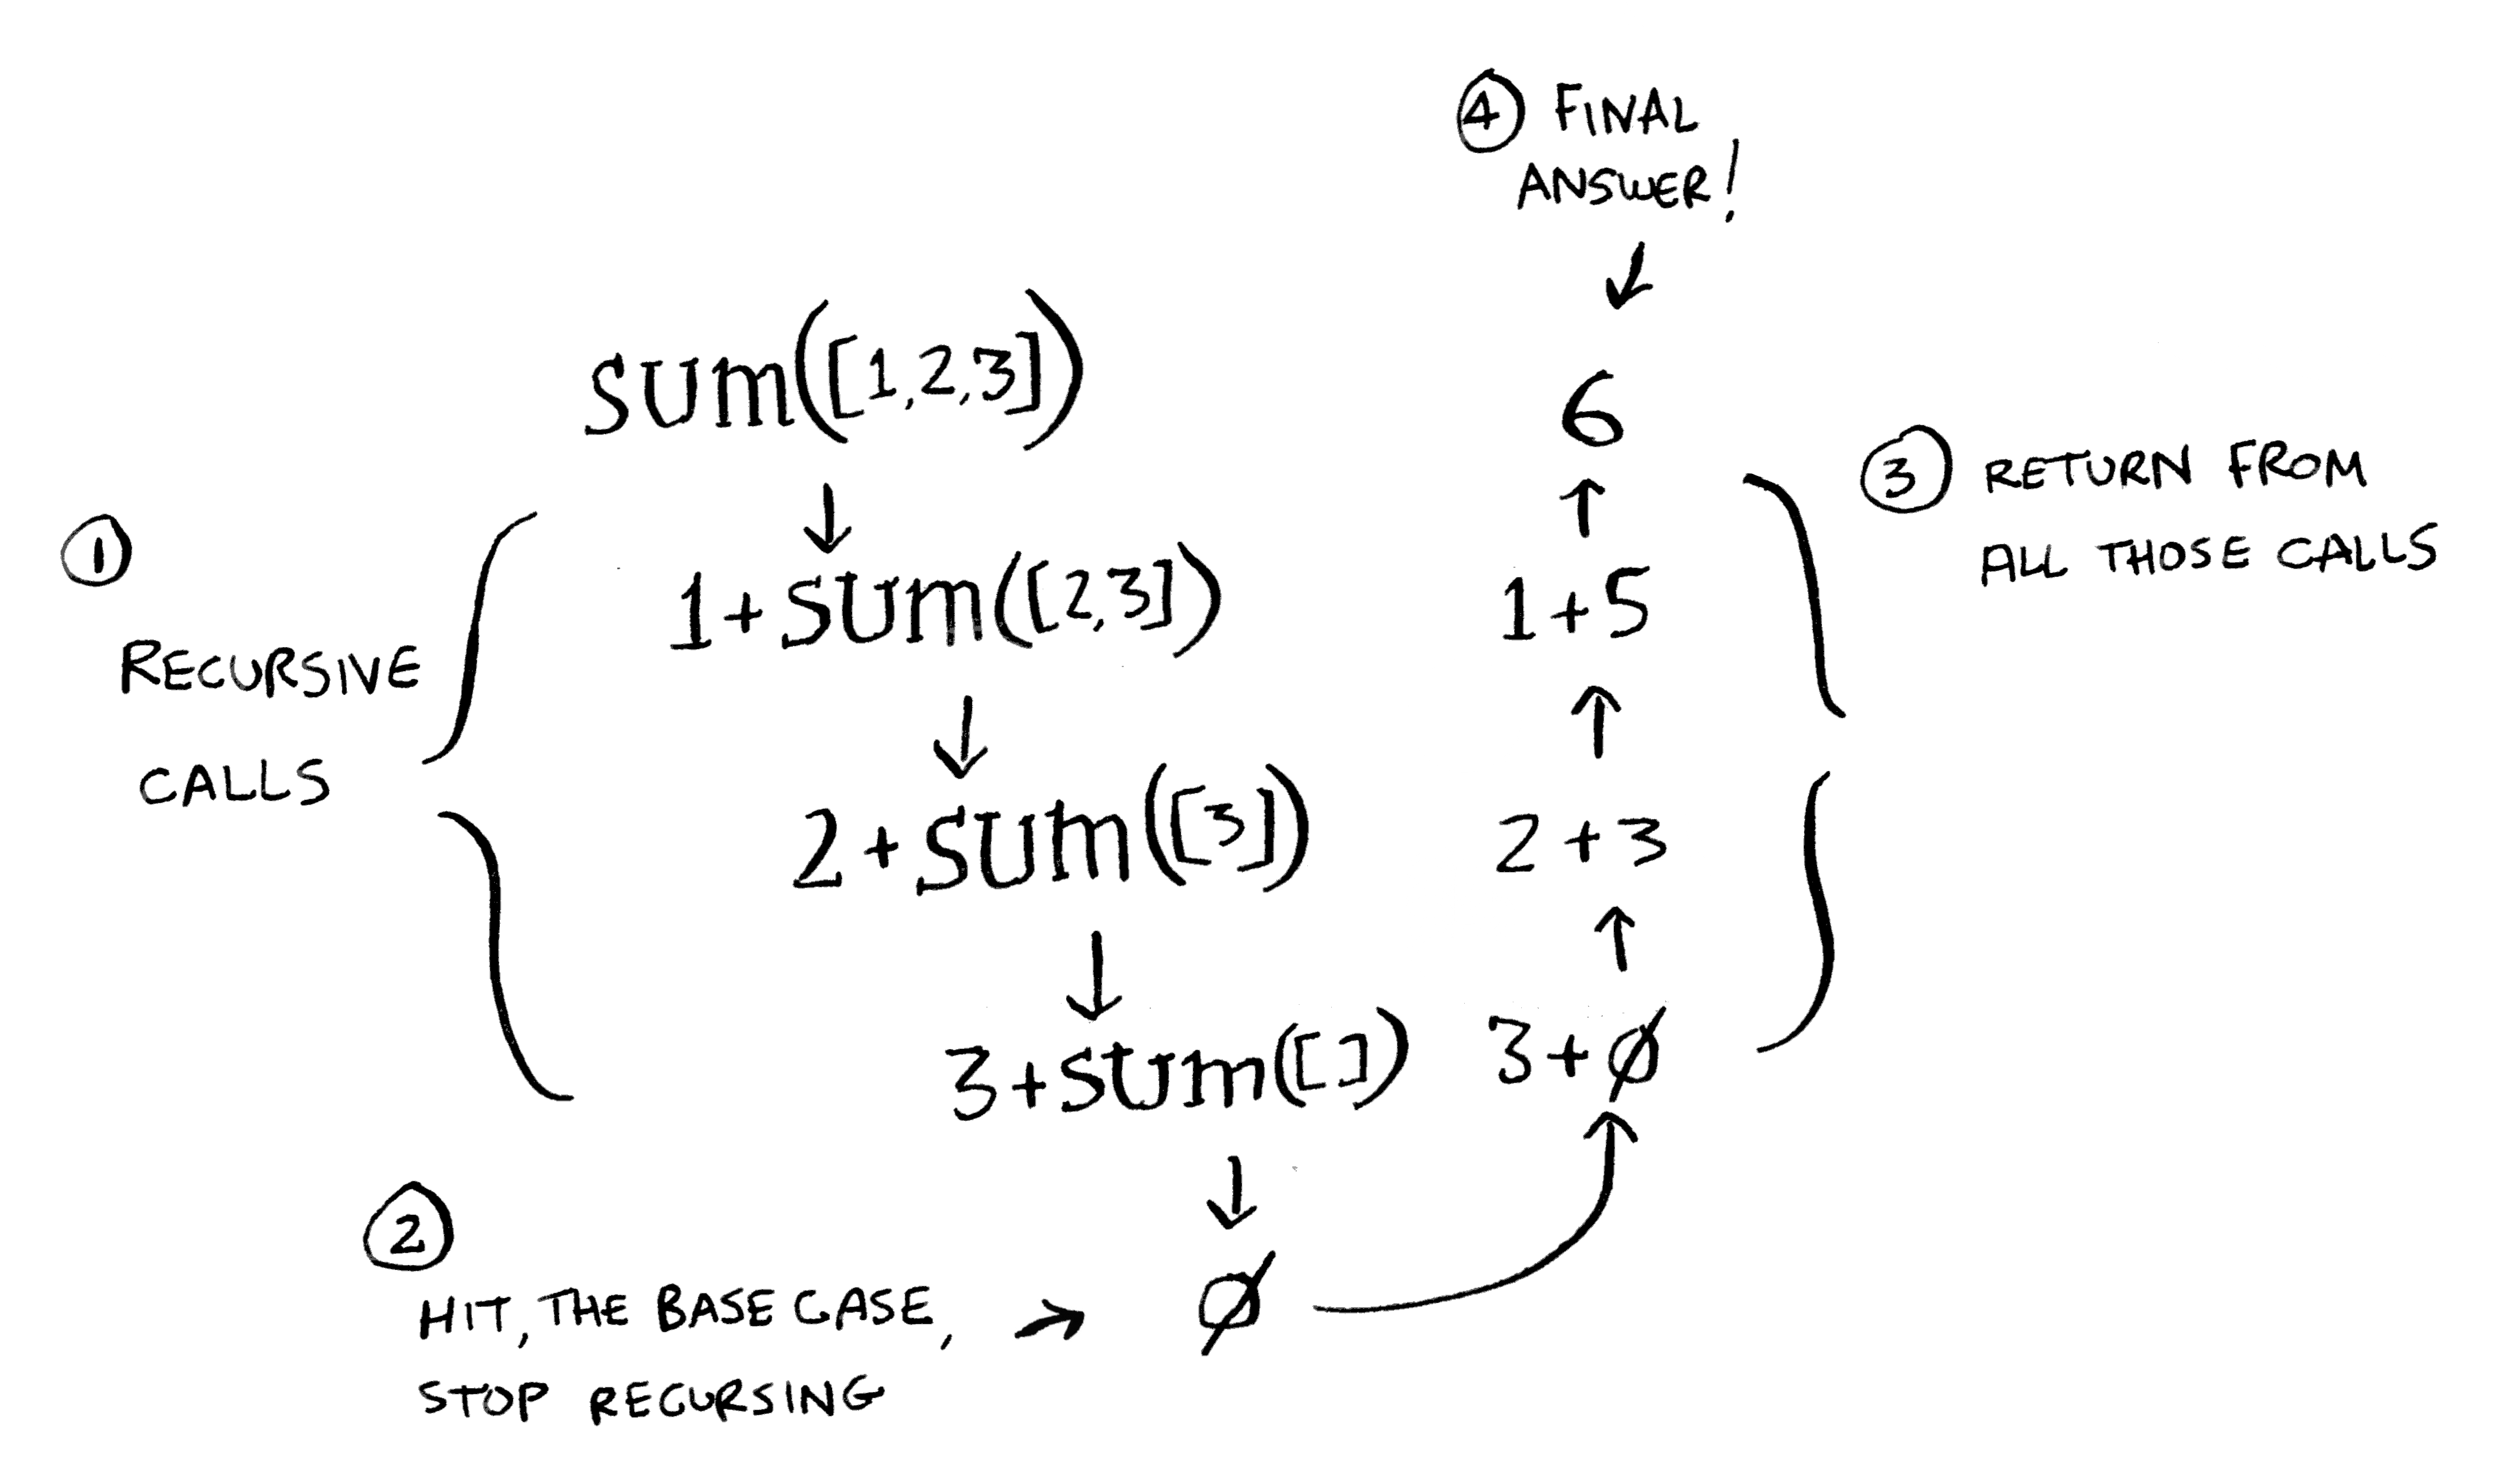 ④ FINAL
ANSWER!
SUM([1,2,3])
6
①
RECURSIVE
CALLS
1+SUM([2,3])
1+5
③ RETURN FROM
ALL THOSE CALLS
2+SUM([3])
2+3
3+SUM([])
3+Ø
②
HIT, THE BASE CASE,
STOP RECURSING
Ø